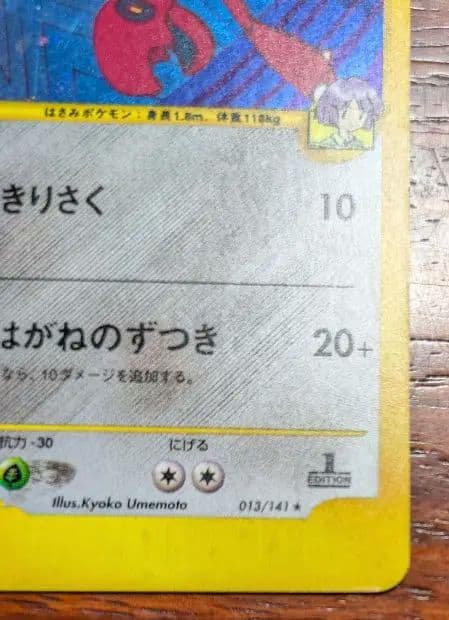 はさみポケモン：身長1.8m、体重118kg
きりさく 10
はがねのずつき 20+
なら、10ダメージを追加する。
抗力 -30 にげる
1
EDITION
Illus.Kyoko Umemoto 013/141 ★